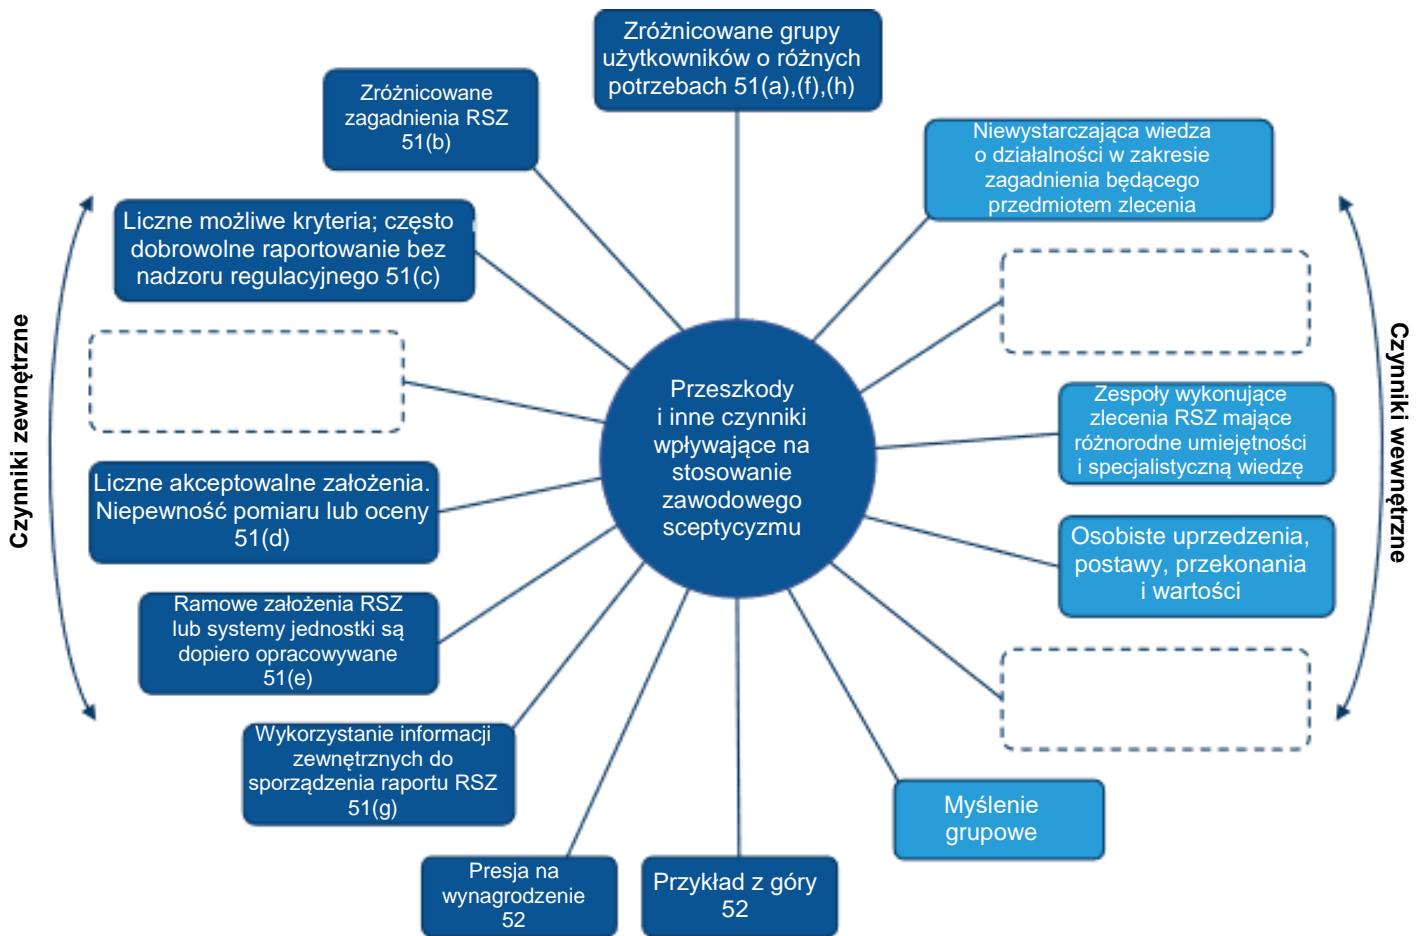 Zróżnicowane grupy
użytkowników o różnych
potrzebach 51(a),(f),(h)
Zróżnicowane
zagadnienia RSZ
51(b)
Niewystarczająca wiedza
o działalności w zakresie
zagadnienia będącego
przedmiotem zlecenia
Liczne możliwe kryteria; często
dobrowolne raportowanie bez
nadzoru regulacyjnego 51(c)
Czynniki zewnętrzne
Czynniki wewnętrzne
Przeszkody
i inne czynniki
wpływające na
stosowanie
zawodowego
sceptycyzmu
Zespoły wykonujące
zlecenia RSZ mające
różnorodne umiejętności
i specjalistyczną wiedzę
Liczne akceptowalne założenia.
Niepewność pomiaru lub oceny
51(d)
Osobiste uprzedzenia,
postawy, przekonania
i wartości
Ramowe założenia RSZ
lub systemy jednostki są
dopiero opracowywane
51(e)
Wykorzystanie informacji
zewnętrznych do
sporządzenia raportu RSZ
51(g)
Myślenie
grupowe
Presja na
wynagrodzenie
52
Przykład z góry
52